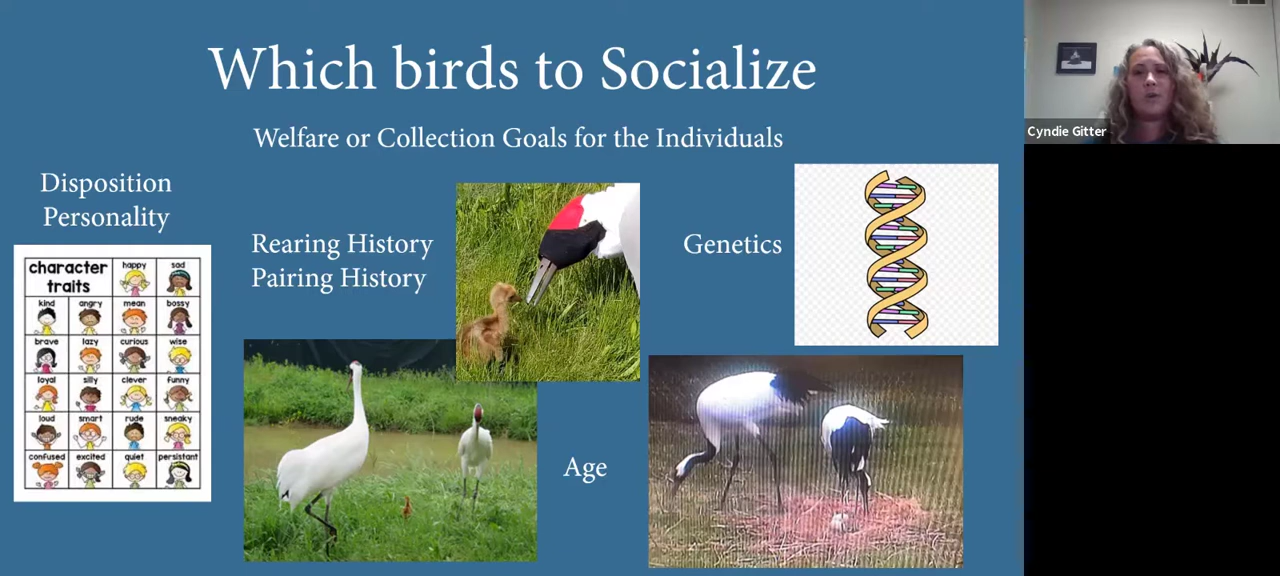 Which birds to Socialize
Welfare or Collection Goals for the Individuals
Disposition
Personality
character
traits
happy
sad
kind
angry
mean
bossy
brave
lazy
curious
wise
loyal
silly
clever
funny
loud
smart
rude
sneaky
confused
excited
quiet
persistant
Rearing History
Pairing History
Genetics
Age
Cyndie Gitter